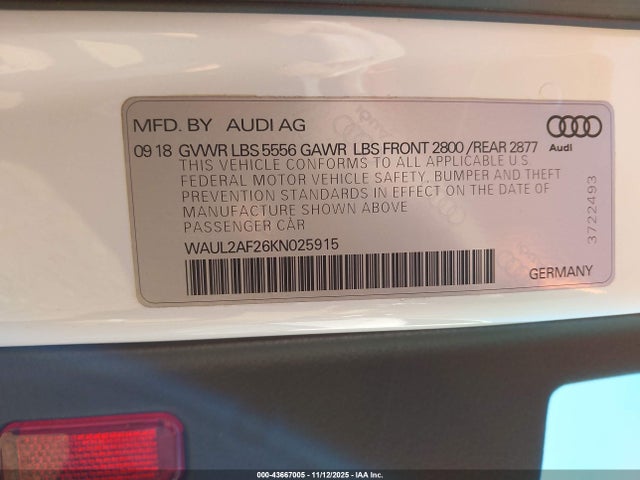 MFD. BY AUDI AG
09 18 GVWR LBS 5556 GAWR LBS FRONT 2800 /REAR 2877
Audi
THIS VEHICLE CONFORMS TO ALL APPLICABLE U.S.
FEDERAL MOTOR VEHICLE SAFETY, BUMPER AND THEFT
PREVENTION STANDARDS IN EFFECT ON THE DATE OF
MANUFACTURE SHOWN ABOVE
PASSENGER CAR
3722493
WAUL2AF26KN025915
GERMANY
000-43667005 - 11/12/2025 - IAA Inc.